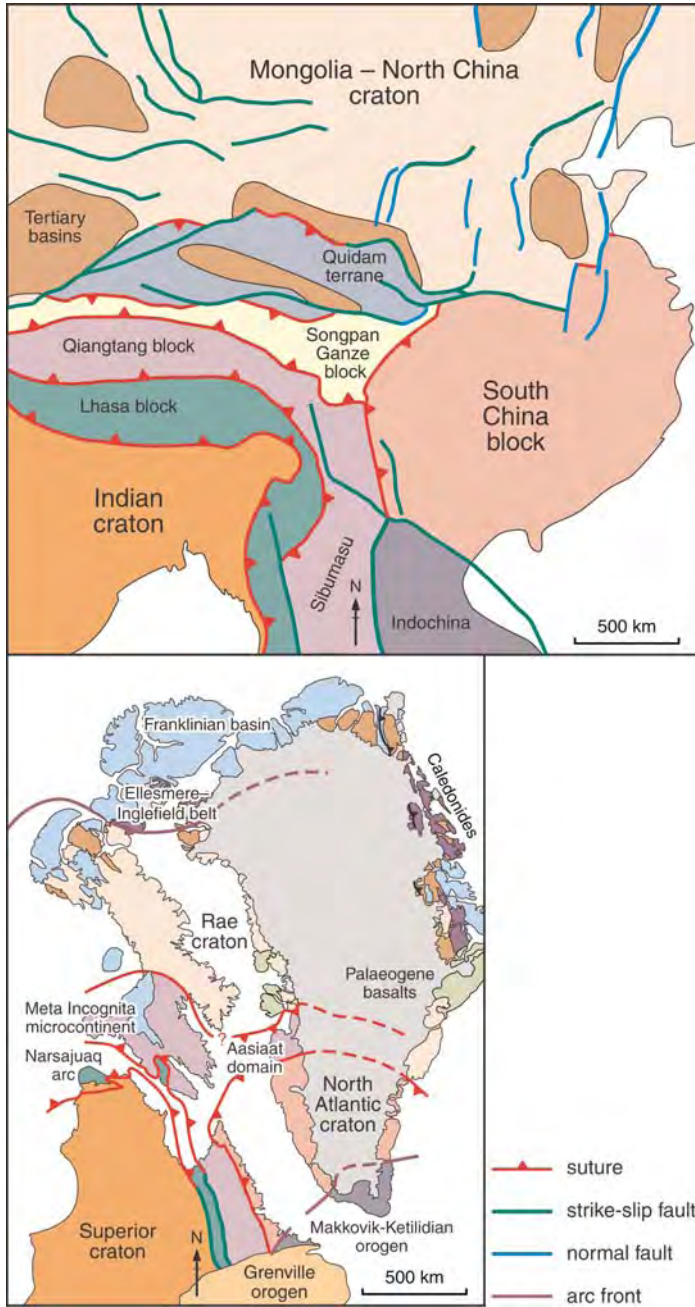 Mongolia – North China
craton
Tertiary
basins
Quidam
terrane
Songpan
Ganze
block
Qiangtang block
Lhasa block
South
China
block
Indian
craton
Sibumasu
N
Indochina
500 km
Franklinian basin
Ellesmere–
Inglefield belt
Caledonides
Rae
craton
Palaeogene
basalts
Meta Incognita
microcontinent
?
Aasiaat
domain
Narsajuaq
arc
North
Atlantic
craton
Superior
craton
N
Makkovik-Ketilidian
orogen
Grenville
orogen
500 km
suture
strike-slip fault
normal fault
arc front